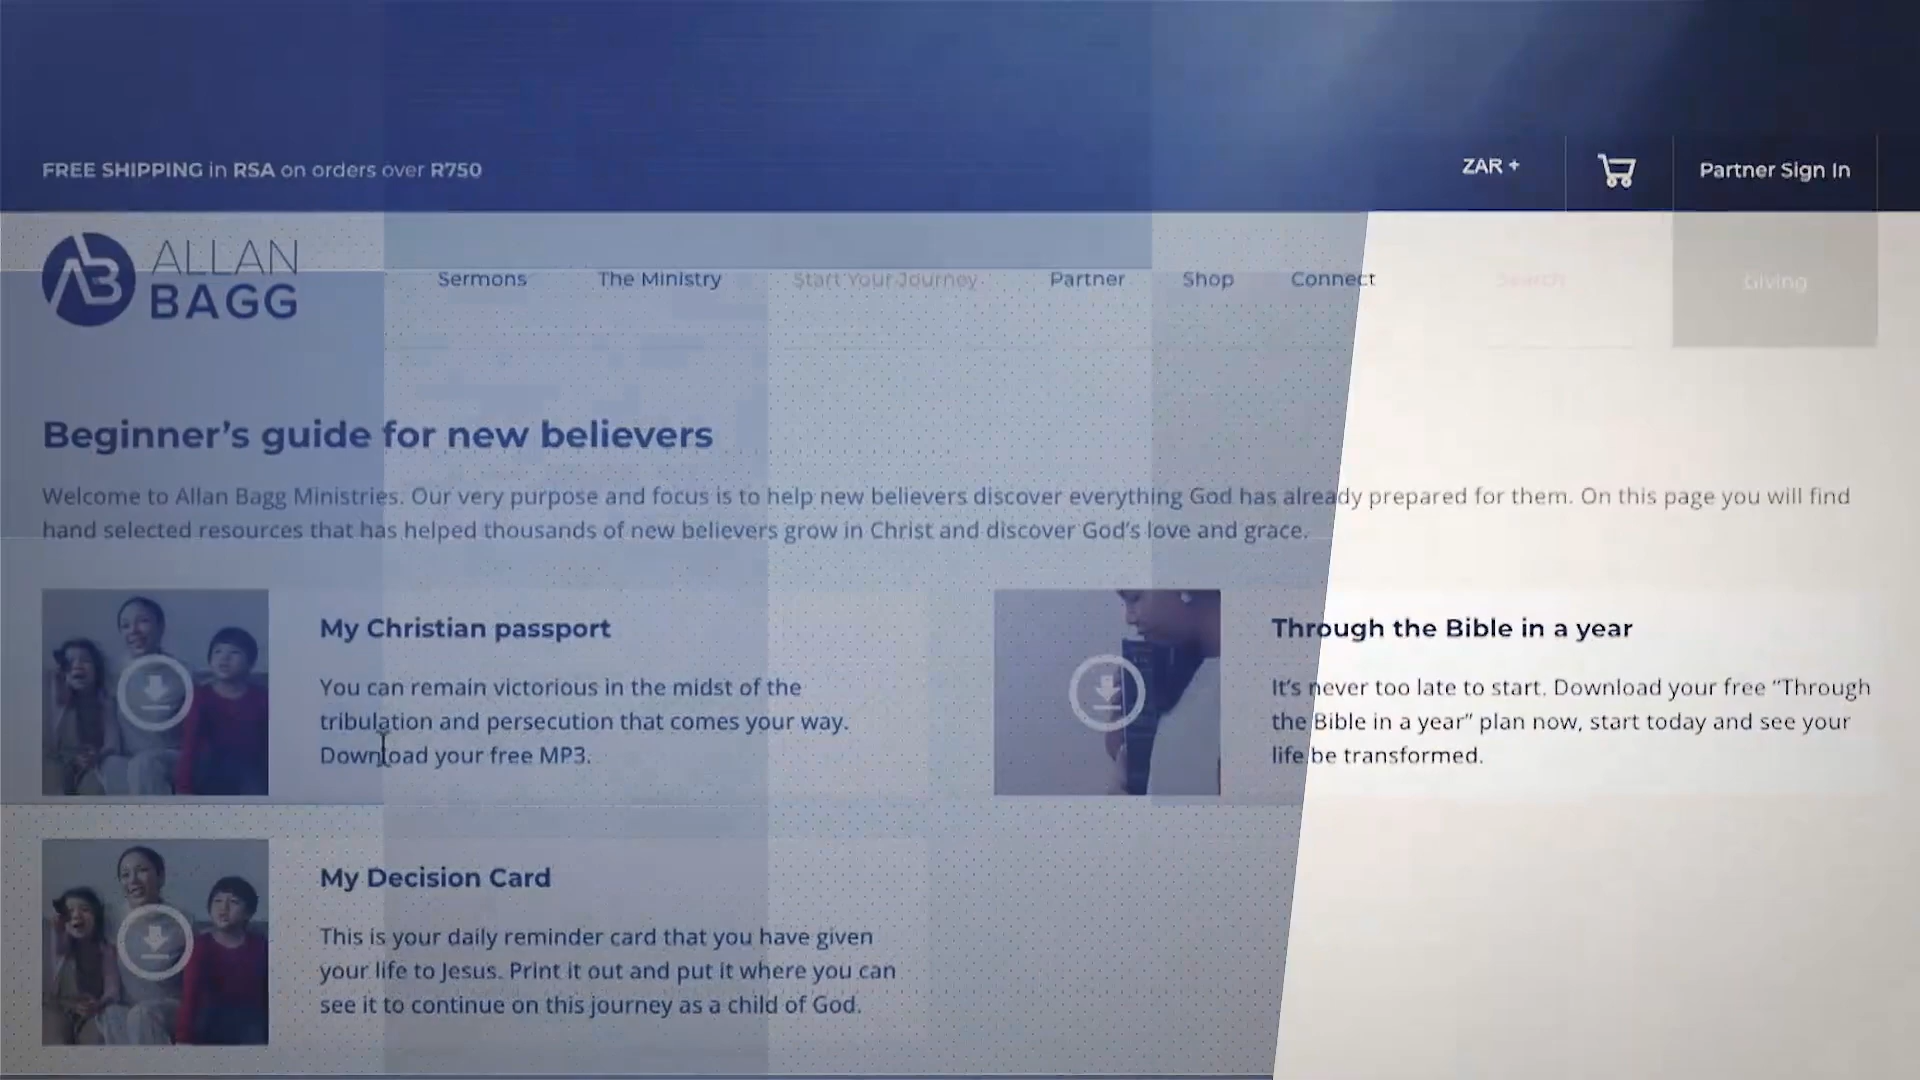 FREE SHIPPING in RSA on orders over R750
ZAR +
Partner Sign In
AB
ALLAN
BAGG
Sermons
The Ministry
Start Your Journey
Partner
Shop
Connect
Search
Giving
Beginner's guide for new believers
Welcome to Allan Bagg Ministries. Our very purpose and focus is to help new believers discover everything God has already prepared for them. On this page you will find
hand selected resources that has helped thousands of new believers grow in Christ and discover God's love and grace.
My Christian passport
You can remain victorious in the midst of the
tribulation and persecution that comes your way.
Download your free MP3.
Through the Bible in a year
It's never too late to start. Download your free "Through
the Bible in a year" plan now, start today and see your
life be transformed.
My Decision Card
This is your daily reminder card that you have given
your life to Jesus. Print it out and put it where you can
see it to continue on this journey as a child of God.